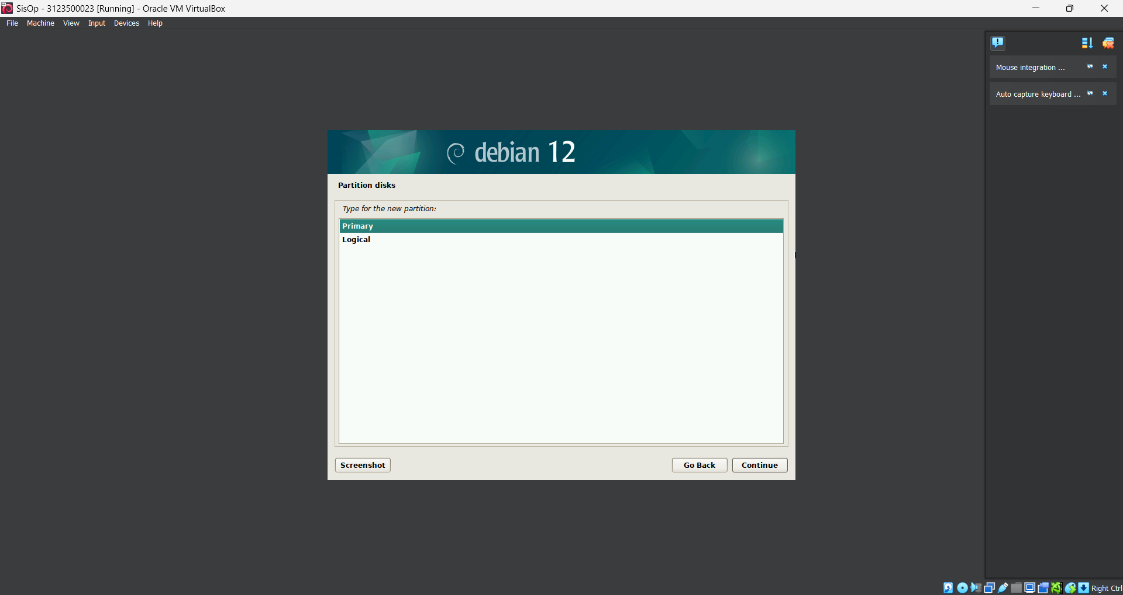 SisOp - 3123500023 [Running] - Oracle VM VirtualBox
File Machine View Input Devices Help
Mouse integration ...
Auto capture keyboard ...
debian 12
Partition disks
Type for the new partition:
Primary
Logical
Screenshot
Go Back
Continue
Right Ctrl